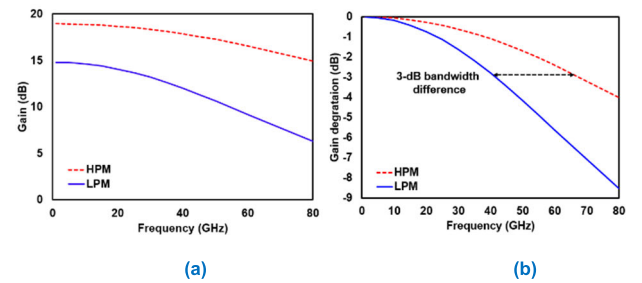 20
15
10
5
0
Gain (dB)
HPM
LPM
0 20 40 60 80
Frequency (GHz)
(a)
0
-1
-2
-3
-4
-5
-6
-7
-8
-9
Gain degrataion (dB)
3-dB bandwidth
difference
HPM
LPM
0 10 20 30 40 50 60 70 80
Frequency (GHz)
(b)